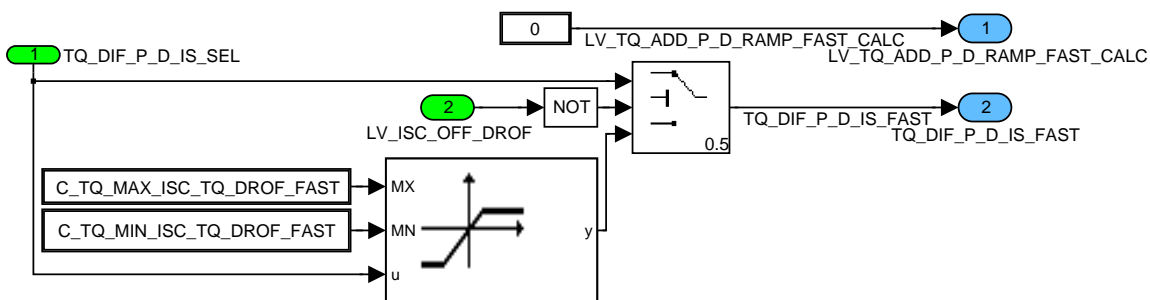 0
1
LV_TQ_ADD_P_D_RAMP_FAST_CALC
LV_TQ_ADD_P_D_RAMP_FAST_CALC
1
TQ_DIF_P_D_IS_SEL
2
NOT
LV_ISC_OFF_DROF
0.5
TQ_DIF_P_D_IS_FAST
2
TQ_DIF_P_D_IS_FAST
C_TQ_MAX_ISC_TQ_DROF_FAST
MX
C_TQ_MIN_ISC_TQ_DROF_FAST
MN
y
u